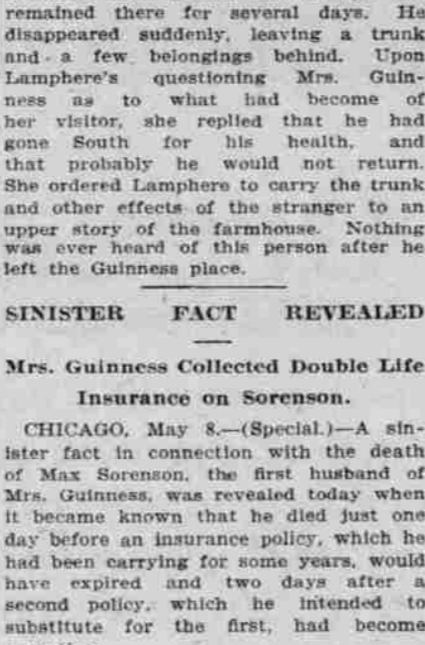 remained there for several days. He
disappeared suddenly, leaving a trunk
and a few belongings behind. Upon
Lamphere's questioning Mrs. Guin-
ness as to what had become of
her visitor, she replied that he had
gone South for his health, and
that probably he would not return.
She ordered Lamphere to carry the trunk
and other effects of the stranger to an
upper story of the farmhouse. Nothing
was ever heard of this person after he
left the Guinness place.
SINISTER FACT REVEALED
Mrs. Guinness Collected Double Life
Insurance on Sorenson.
CHICAGO, May 8.—(Special.)—A sin-
ister fact in connection with the death
of Max Sorenson, the first husband of
Mrs. Guinness, was revealed today when
it became known that he died just one
day before an insurance policy, which he
had been carrying for some years, would
have expired and two days after a
second policy, which he intended to
substitute for the first, had become